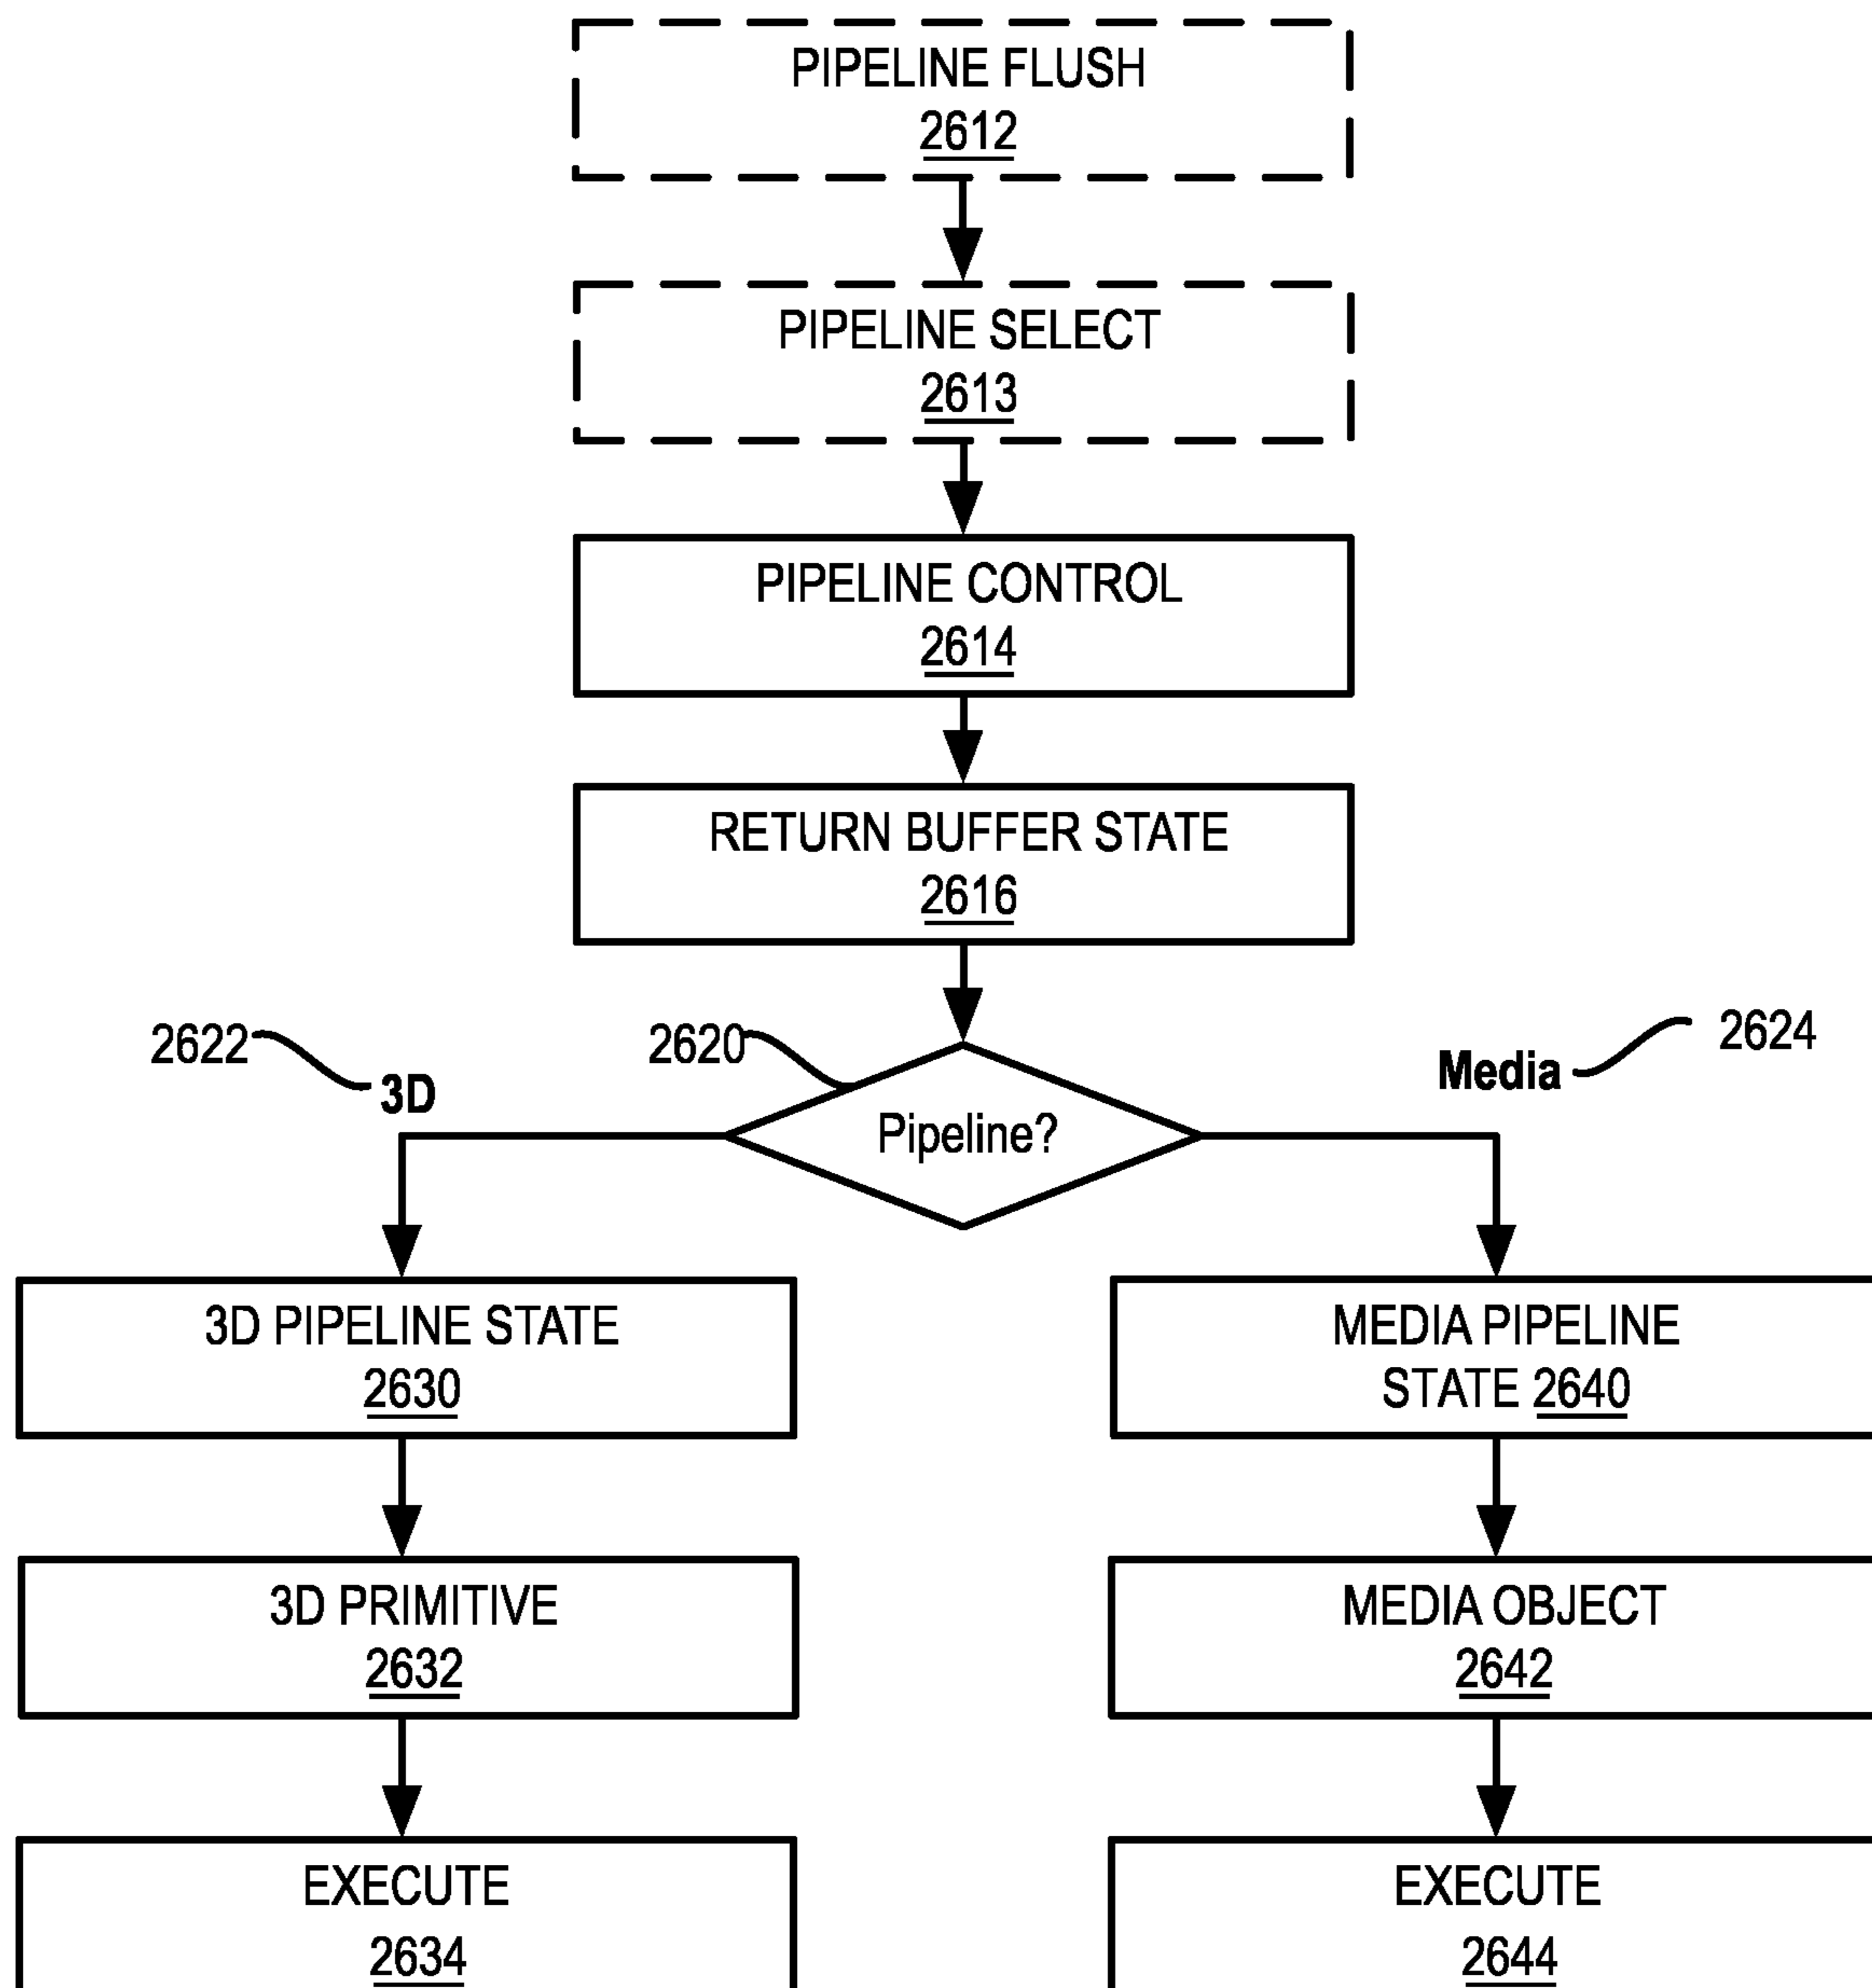 PIPELINE FLUSH
2612
PIPELINE SELECT
2613
PIPELINE CONTROL
2614
RETURN BUFFER STATE
2616
2622
3D
2620
Pipeline?
Media
2624
3D PIPELINE STATE
2630
MEDIA PIPELINE
STATE 2640
3D PRIMITIVE
2632
MEDIA OBJECT
2642
EXECUTE
2634
EXECUTE
2644